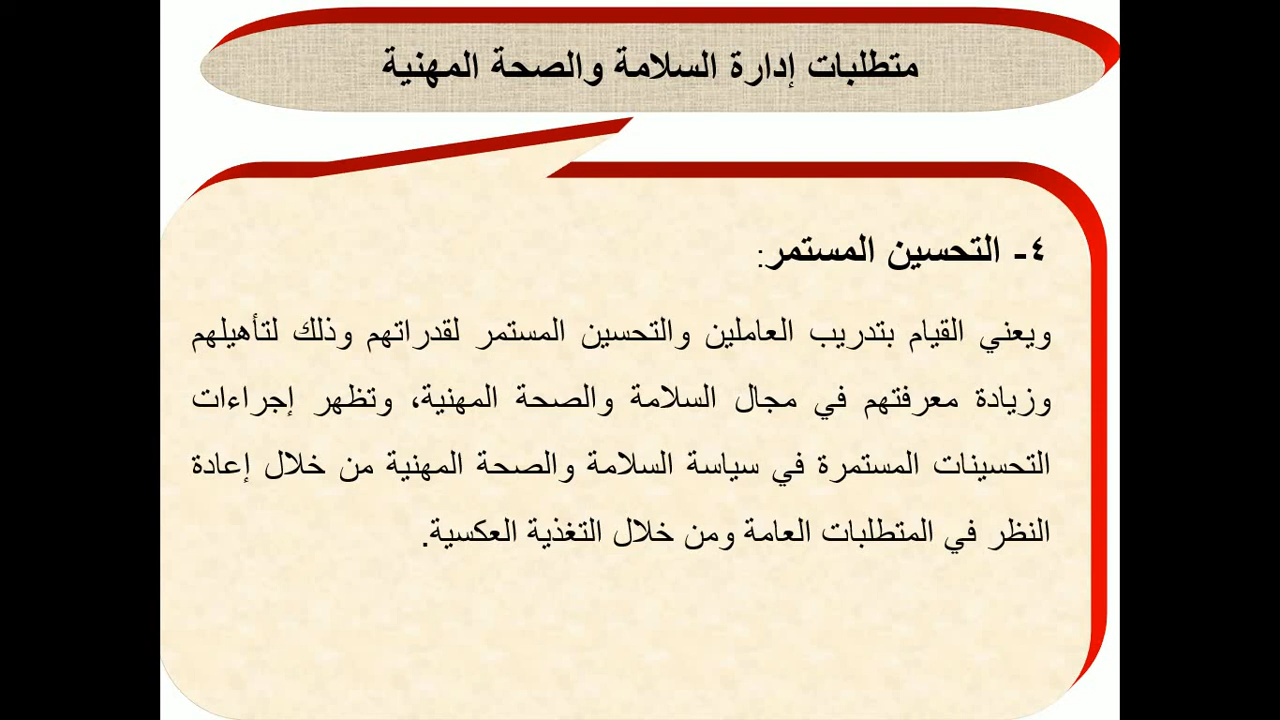 متطلبات إدارة السلامة والصحة المهنية
٤- التحسين المستمر:
ويعني القيام بتدريب العاملين والتحسين المستمر لقدراتهم وذلك لتأهيلهم
وزيادة معرفتهم في مجال السلامة والصحة المهنية، وتظهر إجراءات
التحسينات المستمرة في سياسة السلامة والصحة المهنية من خلال إعادة
النظر في المتطلبات العامة ومن خلال التغذية العكسية.